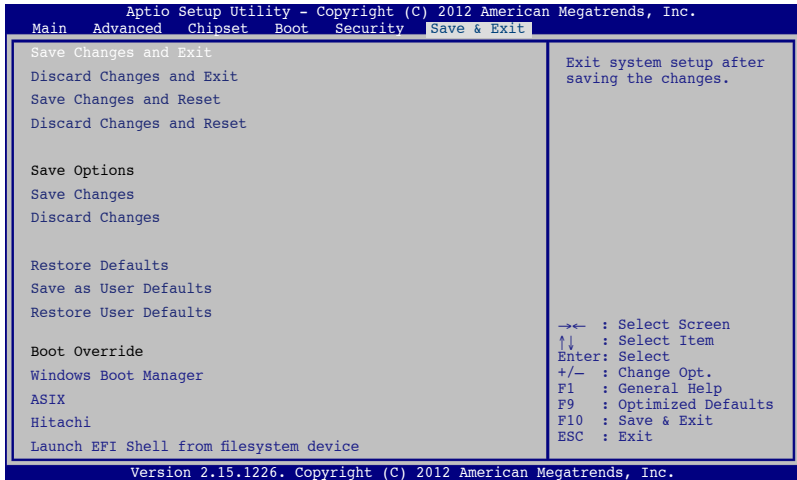 Aptio Setup Utility – Copyright (C) 2012 American Megatrends, Inc.
Main Advanced Chipset Boot Security Save & Exit
Save Changes and Exit
Discard Changes and Exit
Save Changes and Reset
Discard Changes and Reset
Save Options
Save Changes
Discard Changes
Restore Defaults
Save as User Defaults
Restore User Defaults
Boot Override
Windows Boot Manager
ASIX
Hitachi
Launch EFI Shell from filesystem device
Exit system setup after
saving the changes.
→← : Select Screen
↑↓ : Select Item
Enter: Select
+/— : Change Opt.
F1 : General Help
F9 : Optimized Defaults
F10 : Save & Exit
ESC : Exit
Version 2.15.1226. Copyright (C) 2012 American Megatrends, Inc.